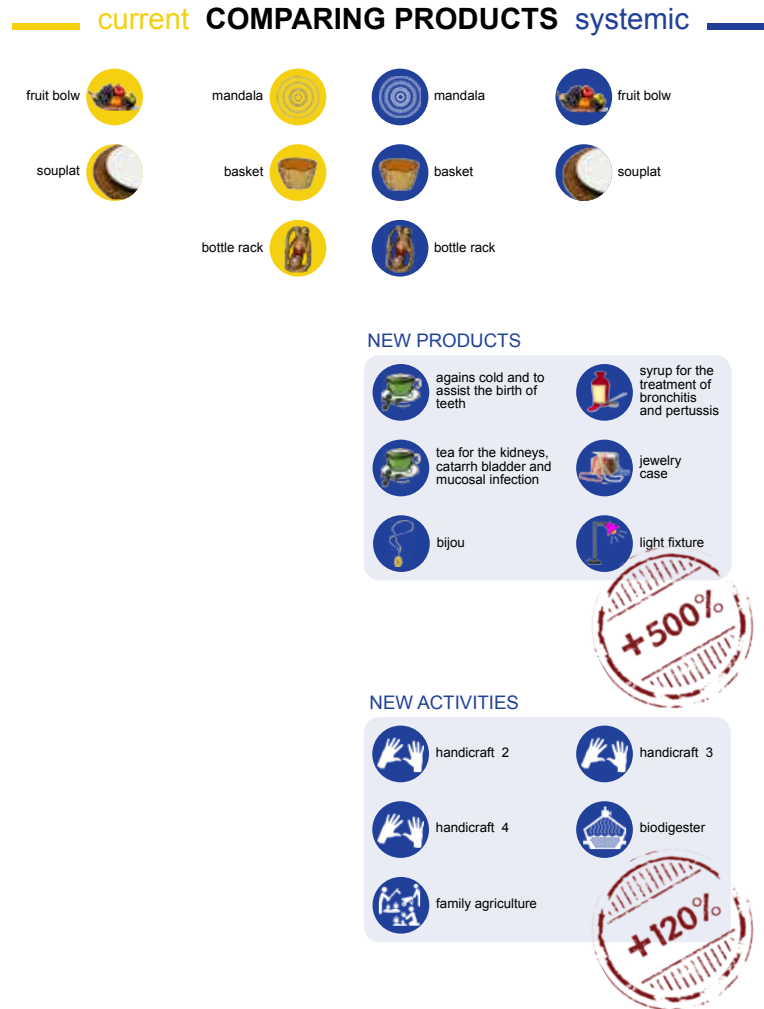 current COMPARING PRODUCTS systemic
fruit bolw
mandala
mandala
fruit bolw
souplat
basket
basket
souplat
bottle rack
bottle rack
NEW PRODUCTS
agains cold and to
assist the birth of
teeth
syrup for the
treatment of
bronchitis
and pertussis
tea for the kidneys,
catarrh bladder and
mucosal infection
jewelry
case
bijou
light fixture
+500%
NEW ACTIVITIES
handicraft 2
handicraft 3
handicraft 4
biodigester
family agriculture
+120%